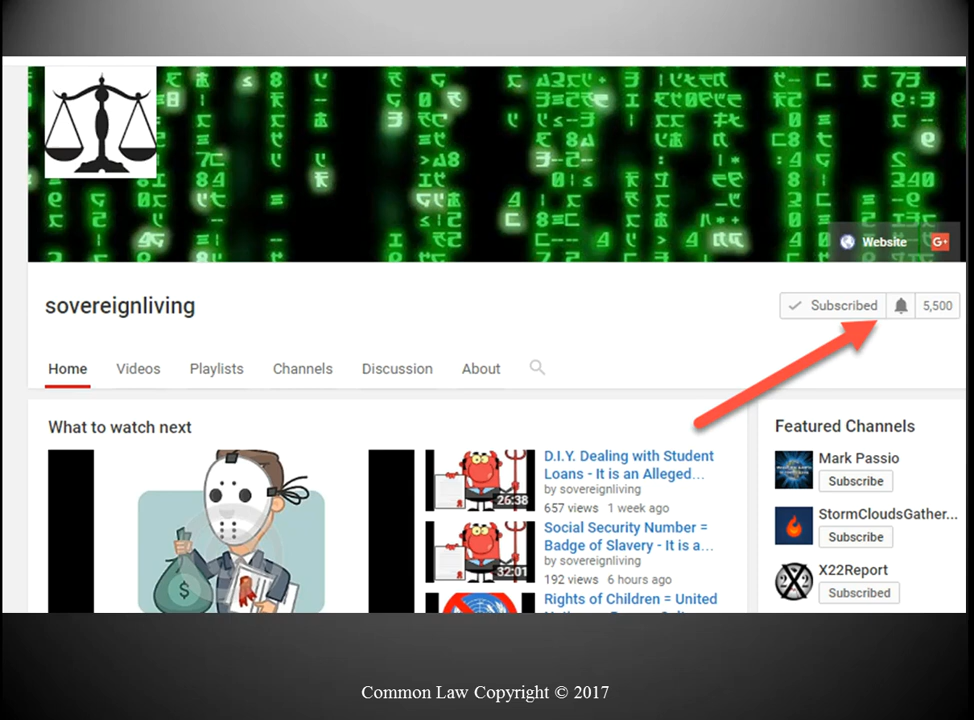 Website
G+
sovereignliving
Subscribed
5,500
Home Videos Playlists Channels Discussion About
What to watch next
D.I.Y. Dealing with Student
Loans - It is an Alleged...
by sovereignliving
657 views 1 week ago
26:38
Social Security Number =
Badge of Slavery - It is a...
by sovereignliving
192 views 6 hours ago
32:01
Rights of Children = United
$
Featured Channels
Mark Passio
Subscribe
StormCloudsGather...
Subscribe
X22Report
Subscribed
Common Law Copyright © 2017